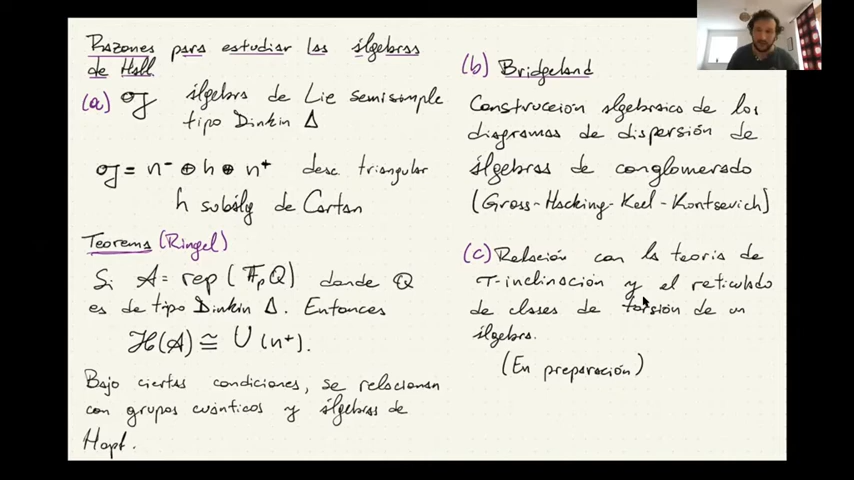 Razones para estudiar las álgebras
de Hall
(a) 𝔤 álgebra de Lie semisimple
tipo Dinkin Δ
𝔤 = n⁻ ⊕ h ⊕ n⁺ desc. triangular
h subálg de Cartan
Teorema (Ringel)
Si A = rep (𝔽ₚQ) donde Q
es de tipo Dinkin Δ. Entonces
ℋ(A) ≅ U(n⁺).
Bajo ciertas condiciones, se relacionan
con grupos cuánticos y álgebras de
Hopf.
(b) Bridgeland
Construcción algebraica de los
diagramas de dispersión de
álgebras de conglomerado
(Gross-Hacking-Keel-Kontsevich)
(c) Relación con la teoria de
τ-inclinación y el reticulado
de clases de torsión de un
álgebra.
(En preparación)